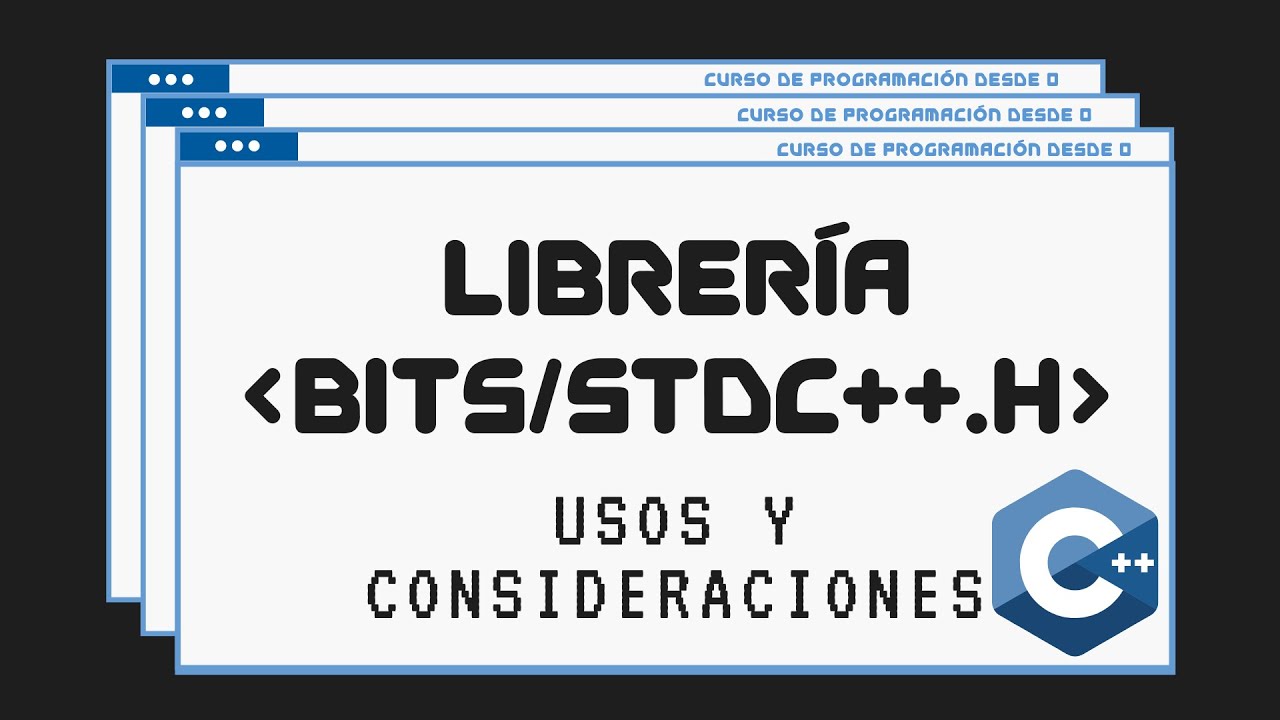 CURSO DE PROGRAMACIÓN DESDE 0
CURSO DE PROGRAMACIÓN DESDE 0
CURSO DE PROGRAMACIÓN DESDE 0
LIBRERÍA
<BITS/STDC++.H>
USOS Y
CONSIDERACIONES
C++